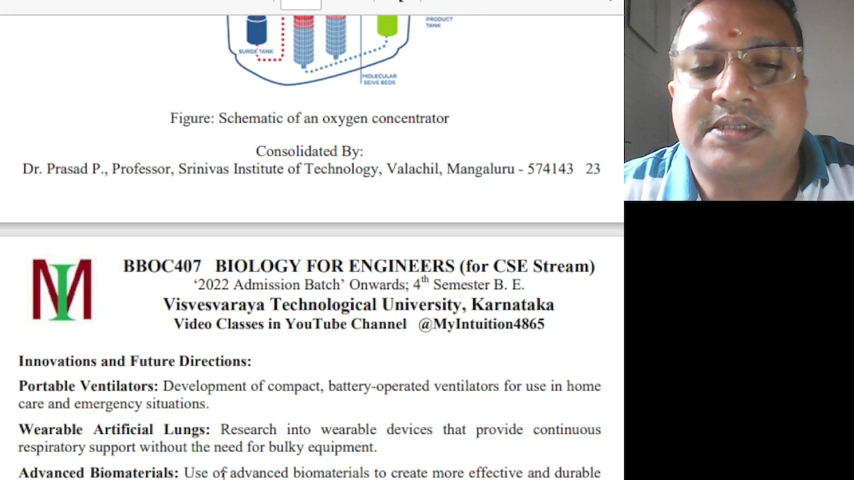 PRODUCT
TANK
SURGE TANK
MOLECULAR
SEIVE BEDS
Figure: Schematic of an oxygen concentrator
Consolidated By:
Dr. Prasad P., Professor, Srinivas Institute of Technology, Valachil, Mangaluru - 574143 23
MI
BBOC407 BIOLOGY FOR ENGINEERS (for CSE Stream)
‘2022 Admission Batch’ Onwards; 4th Semester B. E.
Visvesvaraya Technological University, Karnataka
Video Classes in YouTube Channel @MyIntuition4865
Innovations and Future Directions:
Portable Ventilators: Development of compact, battery-operated ventilators for use in home
care and emergency situations.
Wearable Artificial Lungs: Research into wearable devices that provide continuous
respiratory support without the need for bulky equipment.
Advanced Biomaterials: Use of advanced biomaterials to create more effective and durable